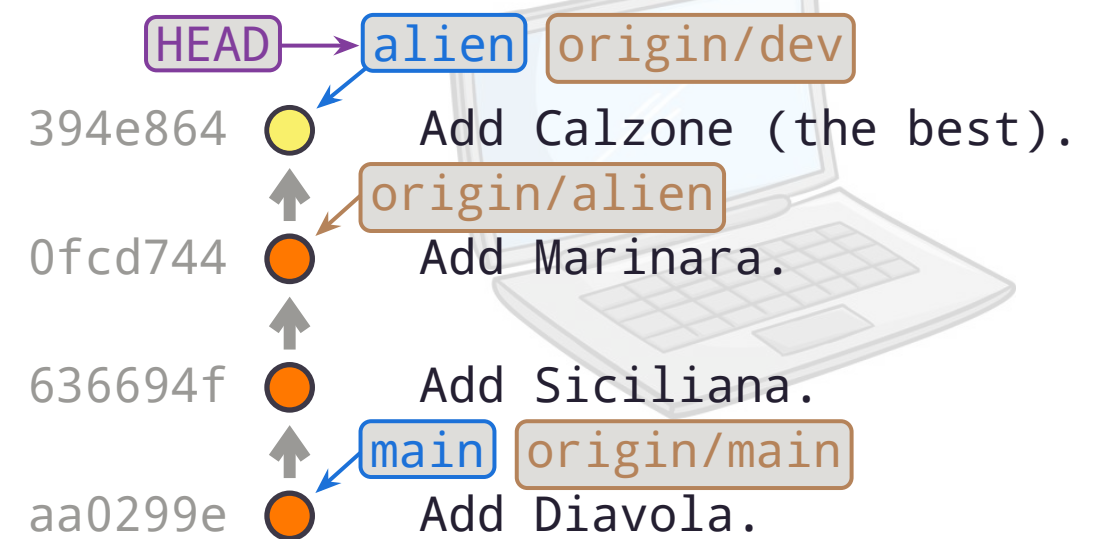 HEAD alien origin/dev
394e864 Add Calzone (the best).
origin/alien
0fcd744 Add Marinara.
636694f Add Siciliana.
main origin/main
aa0299e Add Diavola.